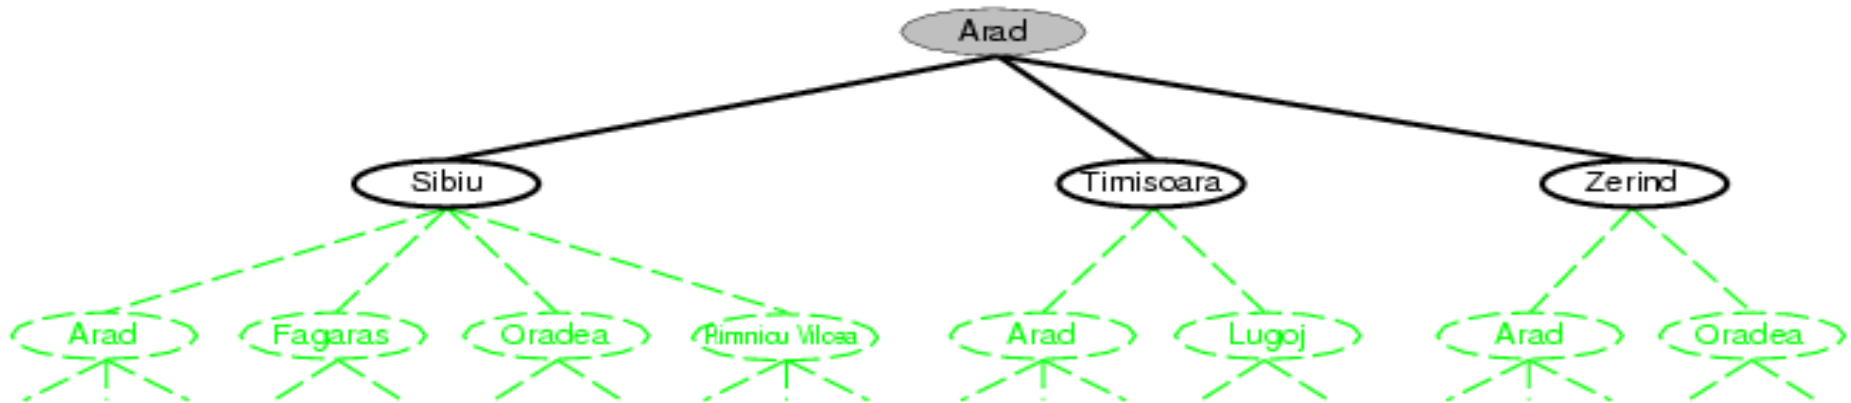 Arad
Sibiu
Timisoara
Zerind
Arad
Fagaras
Oradea
Rimnicu Vilcea
Arad
Lugoj
Arad
Oradea